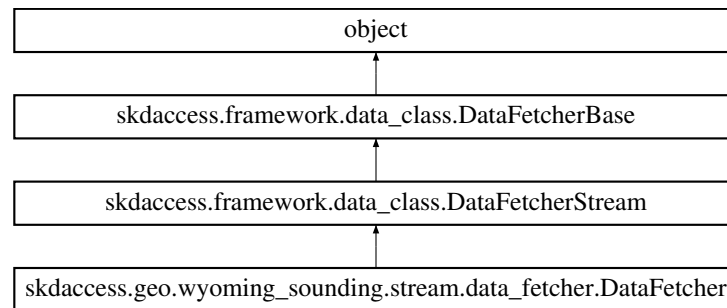 object
skdaccess.framework.data_class.DataFetcherBase
skdaccess.framework.data_class.DataFetcherStream
skdaccess.geo.wyoming_sounding.stream.data_fetcher.DataFetcher